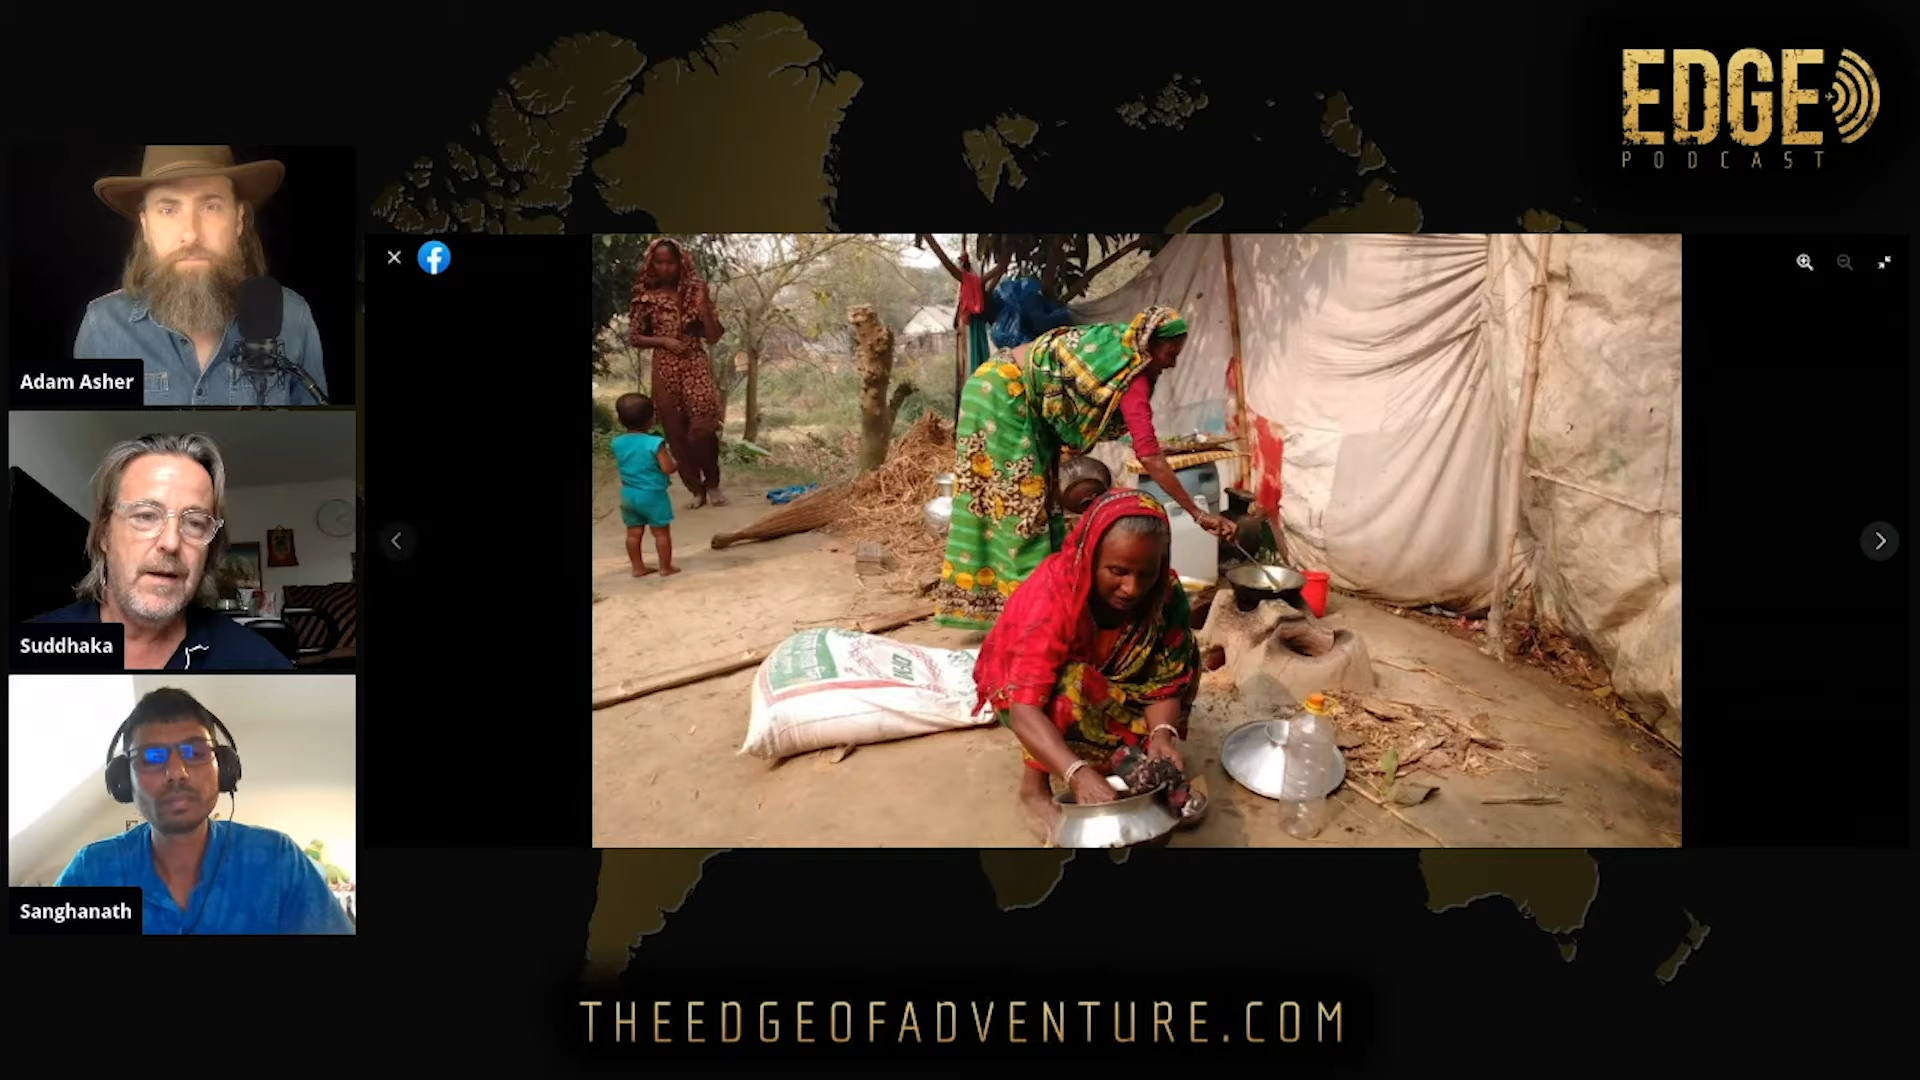 EDGE
PODCAST
Adam Asher
Suddhaka
Sanghanath
THEEDGEOFADVENTURE.COM